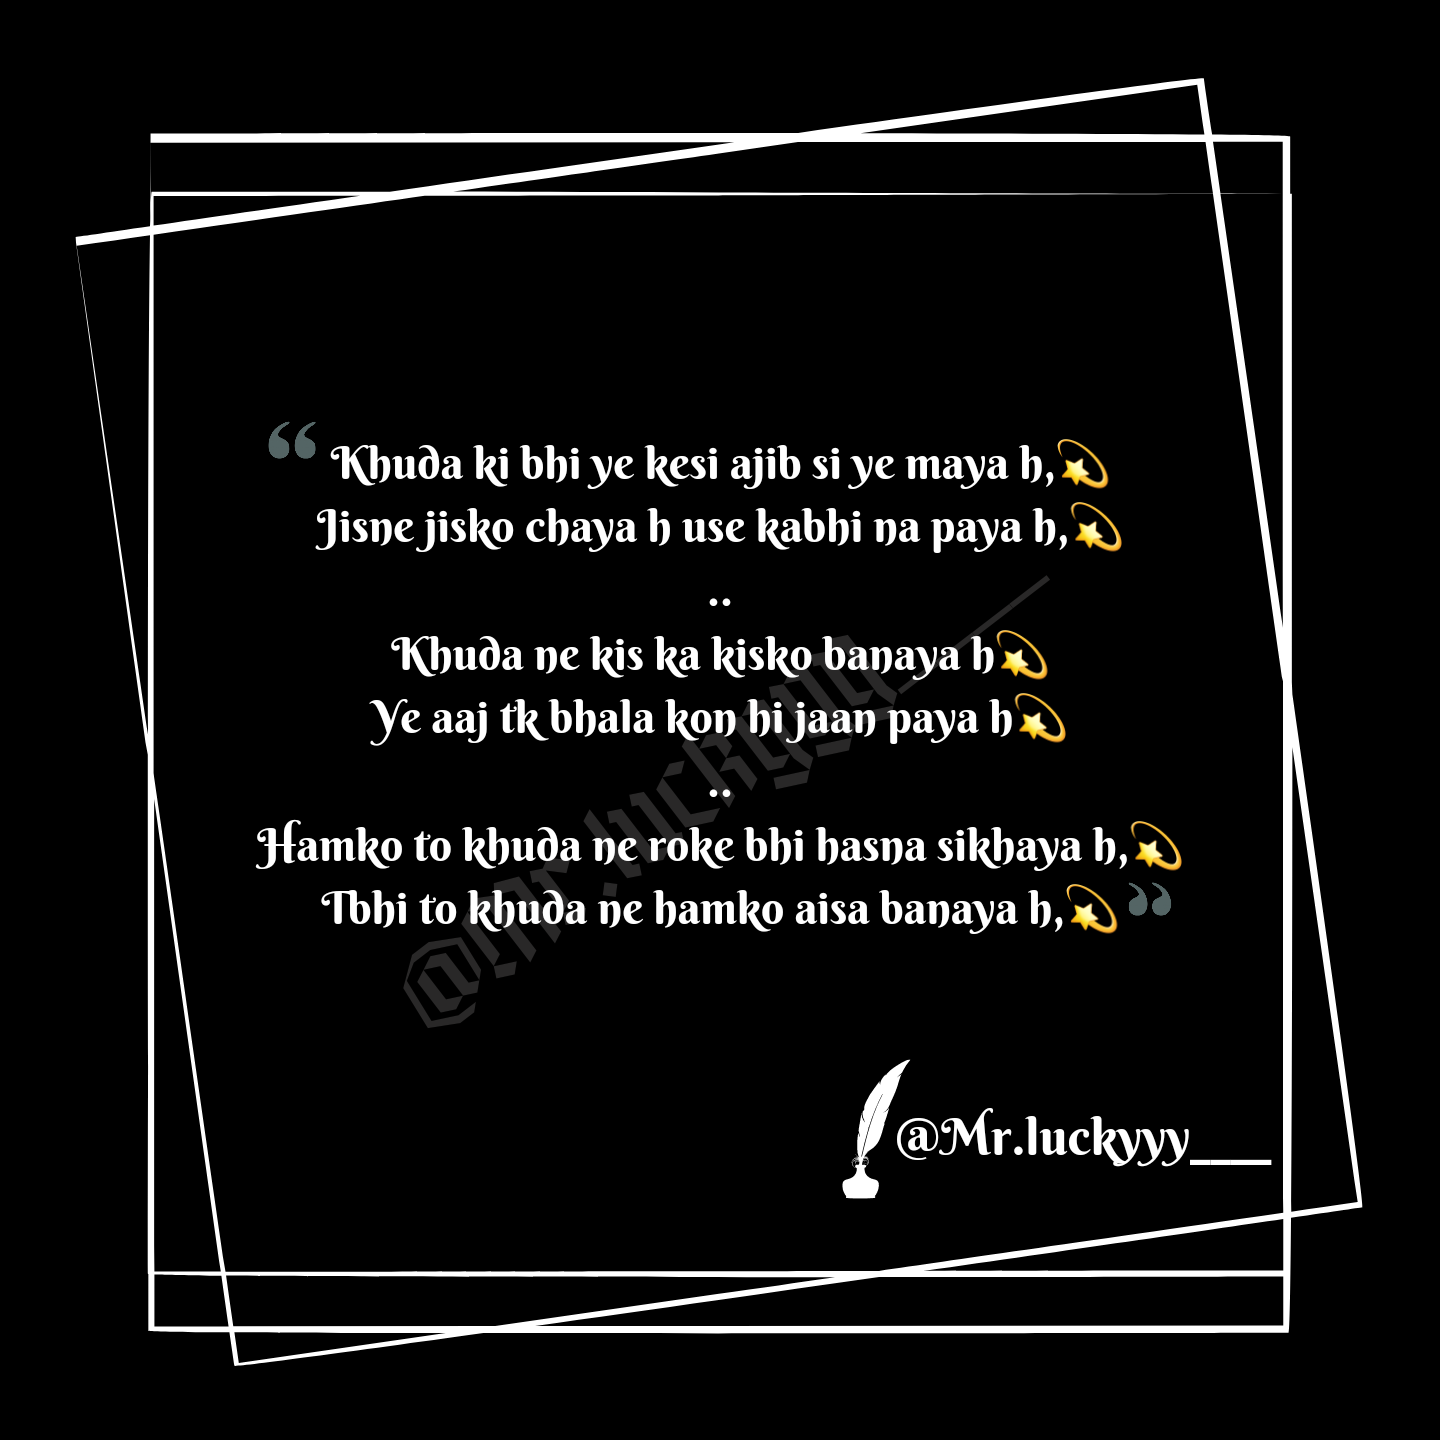 “ Khuda ki bhi ye kesi ajib si ye maya h,💫
Jisne jisko chaya h use kabhi na paya h,💫
..
Khuda ne kis ka kisko banaya h💫
Ye aaj tk bhala kon hi jaan paya h💫
..
Hamko to khuda ne roke bhi hasna sikhaya h,💫
Tbhi to khuda ne hamko aisa banaya h,💫 ”
@mr.luckyyy___
@Mr.luckyyy___